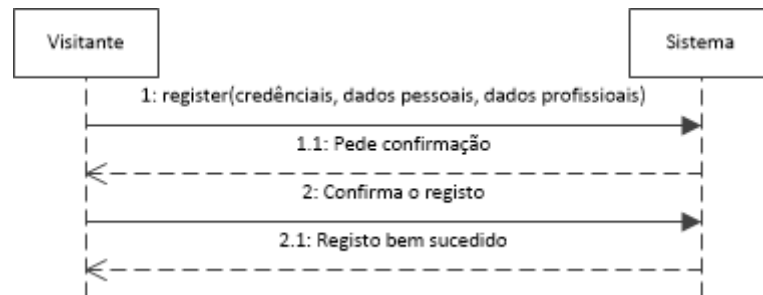 Visitante
Sistema
1: register(credênciais, dados pessoais, dados profissioais)
1.1: Pede confirmação
2: Confirma o registo
2.1: Registo bem sucedido